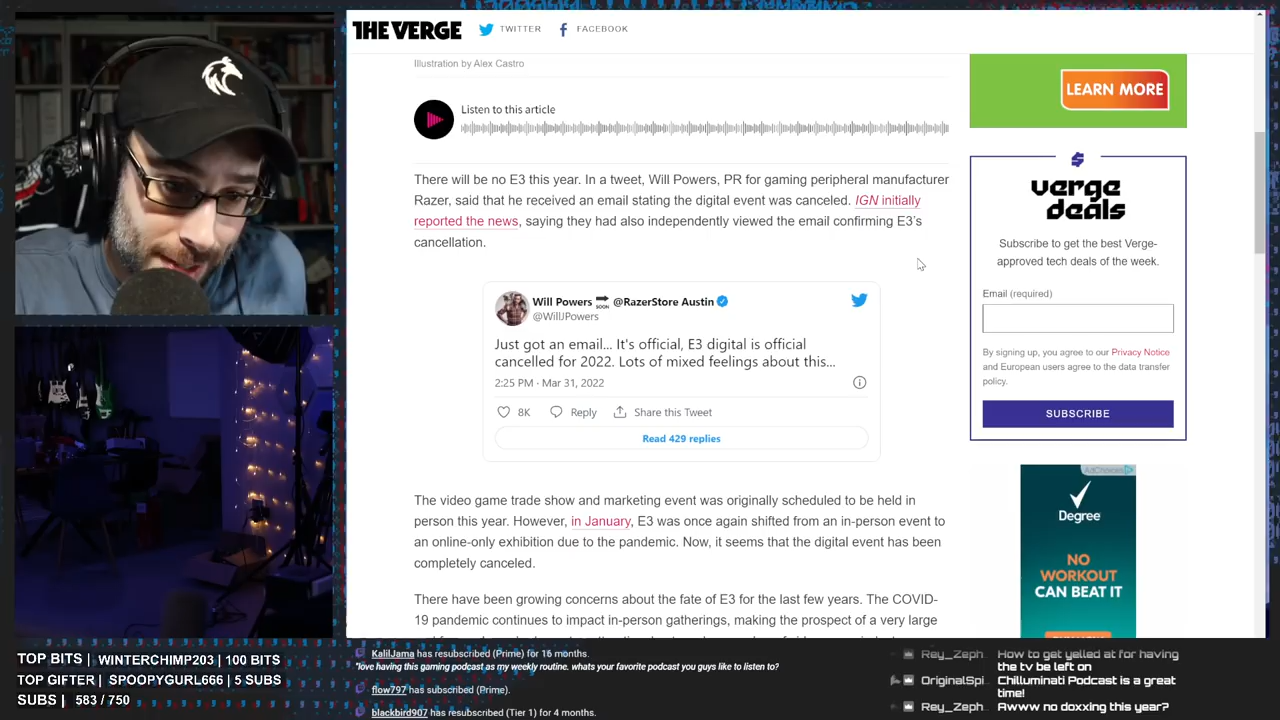 THE VERGE
TWITTER
FACEBOOK
Illustration by Alex Castro
Listen to this article
There will be no E3 this year. In a tweet, Will Powers, PR for gaming peripheral manufacturer
Razer, said that he received an email stating the digital event was canceled. IGN initially
reported the news, saying they had also independently viewed the email confirming E3's
cancellation.
Will Powers SOON @RazerStore Austin
@WillJPowers
Just got an email... It's official, E3 digital is official
cancelled for 2022. Lots of mixed feelings about this...
2:25 PM · Mar 31, 2022
8K Reply Share this Tweet
Read 429 replies
The video game trade show and marketing event was originally scheduled to be held in
person this year. However, in January, E3 was once again shifted from an in-person event to
an online-only exhibition due to the pandemic. Now, it seems that the digital event has been
completely canceled.
There have been growing concerns about the fate of E3 for the last few years. The COVID-
19 pandemic continues to impact in-person gatherings, making the prospect of a very large
LEARN MORE
verge
deals
Subscribe to get the best Verge-
approved tech deals of the week.
Email (required)
By signing up, you agree to our Privacy Notice
and European users agree to the data transfer
policy.
SUBSCRIBE
AdChoices
Degree
NO
WORKOUT
CAN BEAT IT
TOP BITS | WINTERCHIMP203 | 100 BITS
TOP GIFTER | SPOOPYGURL666 | 5 SUBS
SUBS | 583 / 750
KalilJama has resubscribed (Prime) for 16 months.
"love having this gaming podcast as my weekly routine. whats your favorite podcast you guys like to listen to?
flow797 has subscribed (Prime).
blackbird907 has resubscribed (Tier 1) for 4 months.
Rey_Zeph How to get yelled at for having
the tv be left on
OriginalSpi Chilluminati Podcast is a great
time!
Rey_Zeph Awww no doxxing this year?